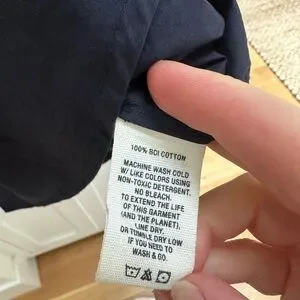 100% BCI COTTON
MACHINE WASH COLD
W/ LIKE COLORS USING
NON-TOXIC DETERGENT.
NO BLEACH.
TO EXTEND THE LIFE
OF THIS GARMENT
(AND THE PLANET),
LINE DRY.
OR TUMBLE DRY LOW
IF YOU NEED TO
WASH & GO.